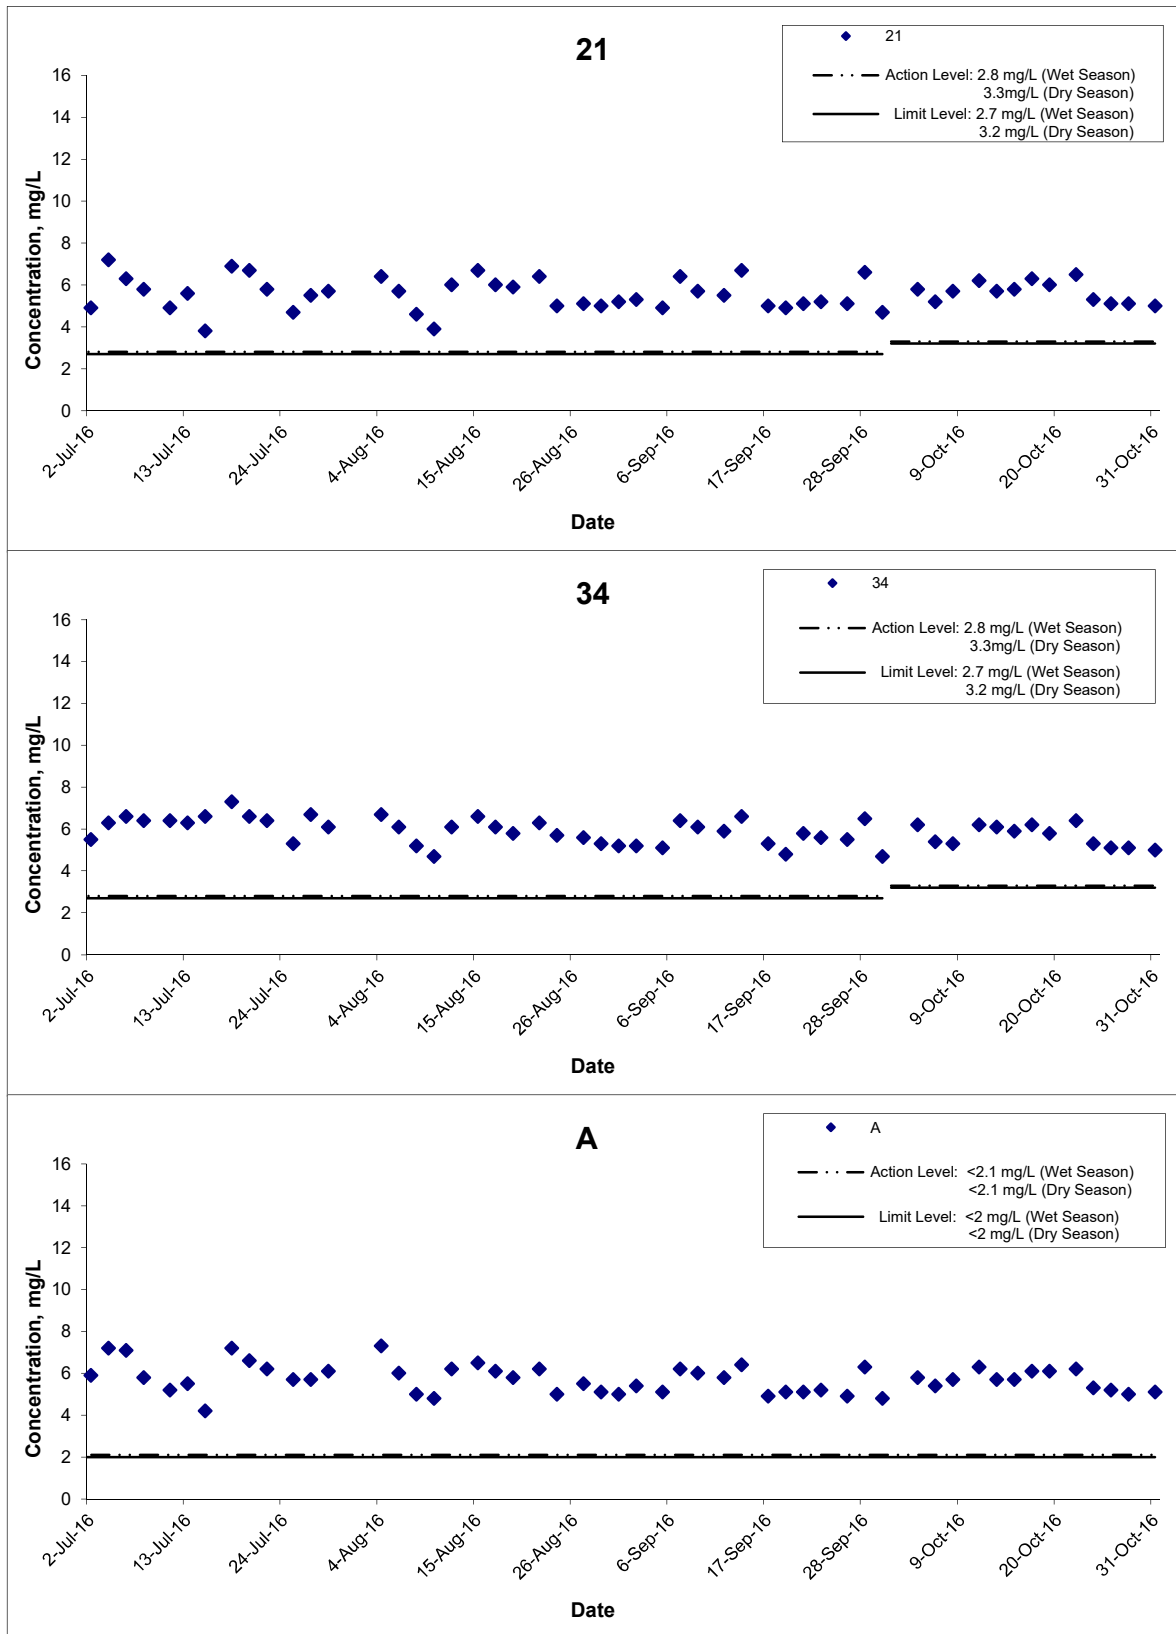 21
21
Action Level: 2.8 mg/L (Wet Season)
3.3mg/L (Dry Season)
Limit Level: 2.7 mg/L (Wet Season)
3.2 mg/L (Dry Season)
Concentration, mg/L
16
14
12
10
8
6
4
2
0
2-Jul-16
13-Jul-16
24-Jul-16
4-Aug-16
15-Aug-16
26-Aug-16
6-Sep-16
17-Sep-16
28-Sep-16
9-Oct-16
20-Oct-16
31-Oct-16
Date
34
34
Action Level: 2.8 mg/L (Wet Season)
3.3mg/L (Dry Season)
Limit Level: 2.7 mg/L (Wet Season)
3.2 mg/L (Dry Season)
Concentration, mg/L
16
14
12
10
8
6
4
2
0
2-Jul-16
13-Jul-16
24-Jul-16
4-Aug-16
15-Aug-16
26-Aug-16
6-Sep-16
17-Sep-16
28-Sep-16
9-Oct-16
20-Oct-16
31-Oct-16
Date
A
A
Action Level: <2.1 mg/L (Wet Season)
<2.1 mg/L (Dry Season)
Limit Level: <2 mg/L (Wet Season)
<2 mg/L (Dry Season)
Concentration, mg/L
16
14
12
10
8
6
4
2
0
2-Jul-16
13-Jul-16
24-Jul-16
4-Aug-16
15-Aug-16
26-Aug-16
6-Sep-16
17-Sep-16
28-Sep-16
9-Oct-16
20-Oct-16
31-Oct-16
Date